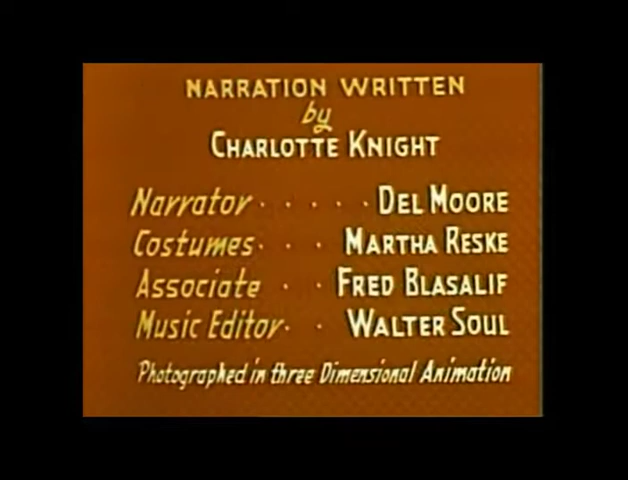 NARRATION WRITTEN
by
CHARLOTTE KNIGHT
Narrator . . . . . DEL MOORE
Costumes . . . MARTHA RESKE
Associate . . FRED BLASALIF
Music Editor . . WALTER SOUL
Photographed in three Dimensional Animation